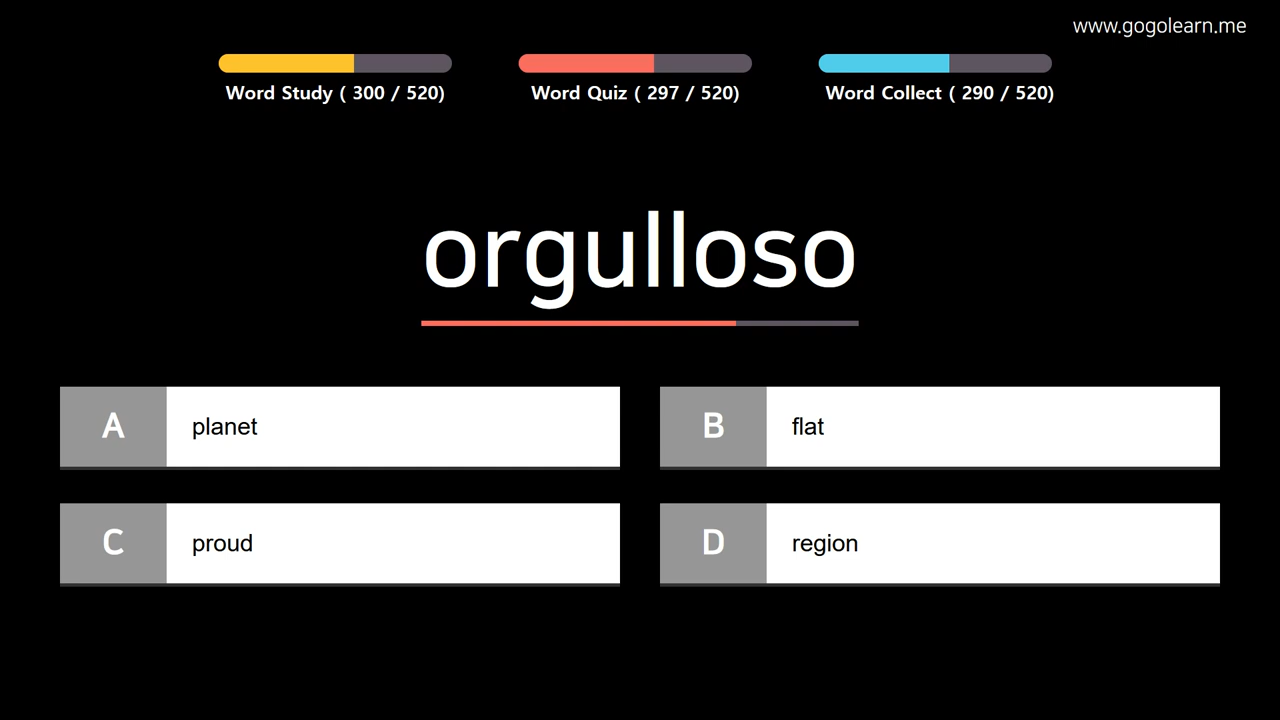 www.gogolearn.me
Word Study ( 300 / 520)
Word Quiz ( 297 / 520)
Word Collect ( 290 / 520)
orgulloso
A
planet
B
flat
C
proud
D
region